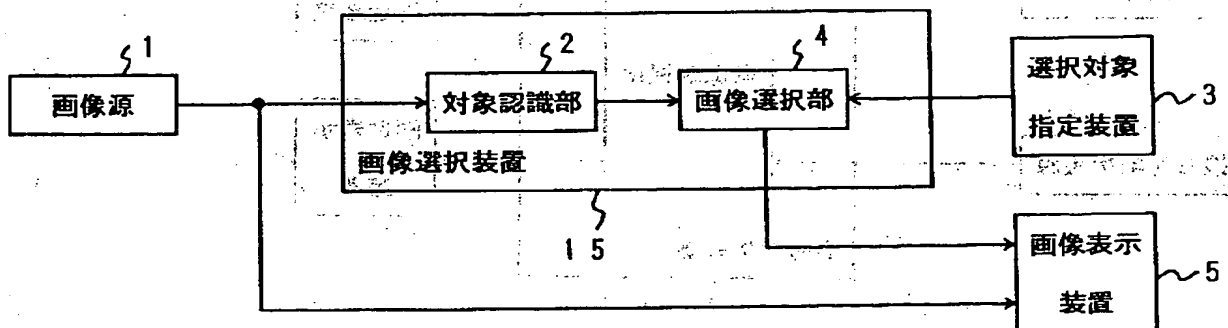 1
画像源
2
対象認識部
4
画像選択部
選択対象
指定装置
3
画像選択装置
15
画像表示
装置
5